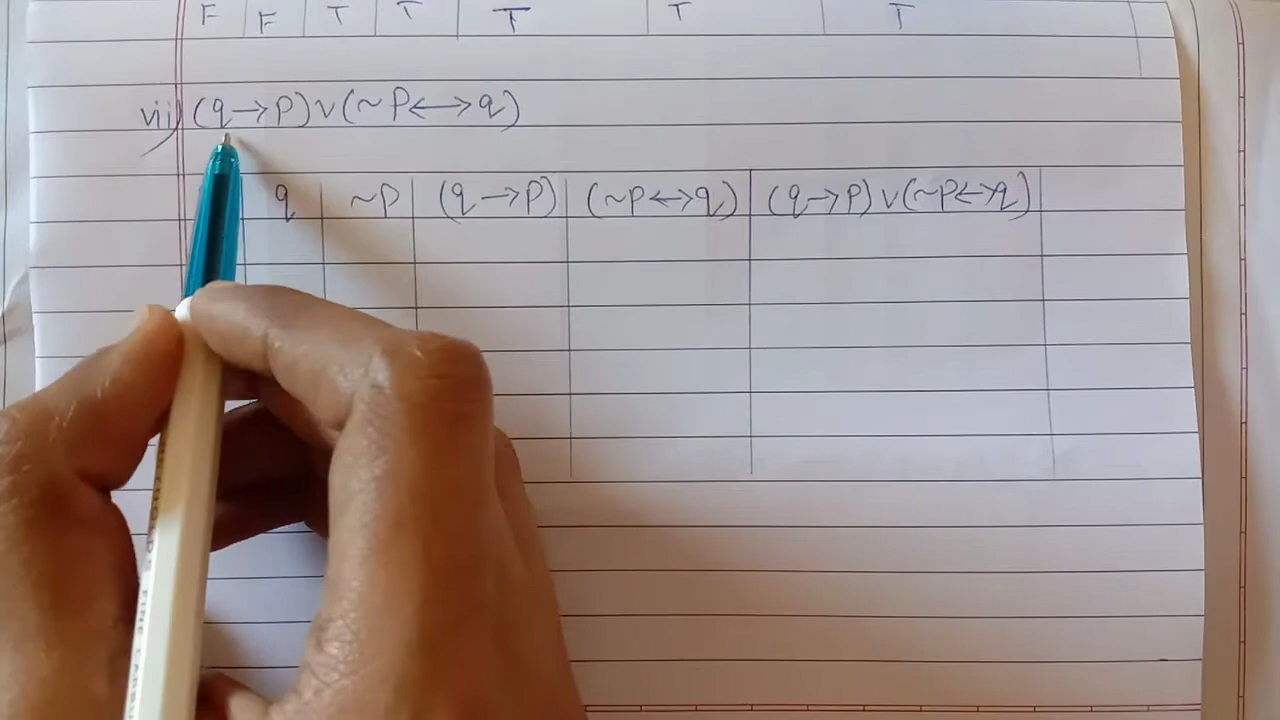 F F T T T T T
vii) (q→p)∨(~p↔q)
q ~p (q→p) (~p↔q) (q→p)∨(~p↔q)